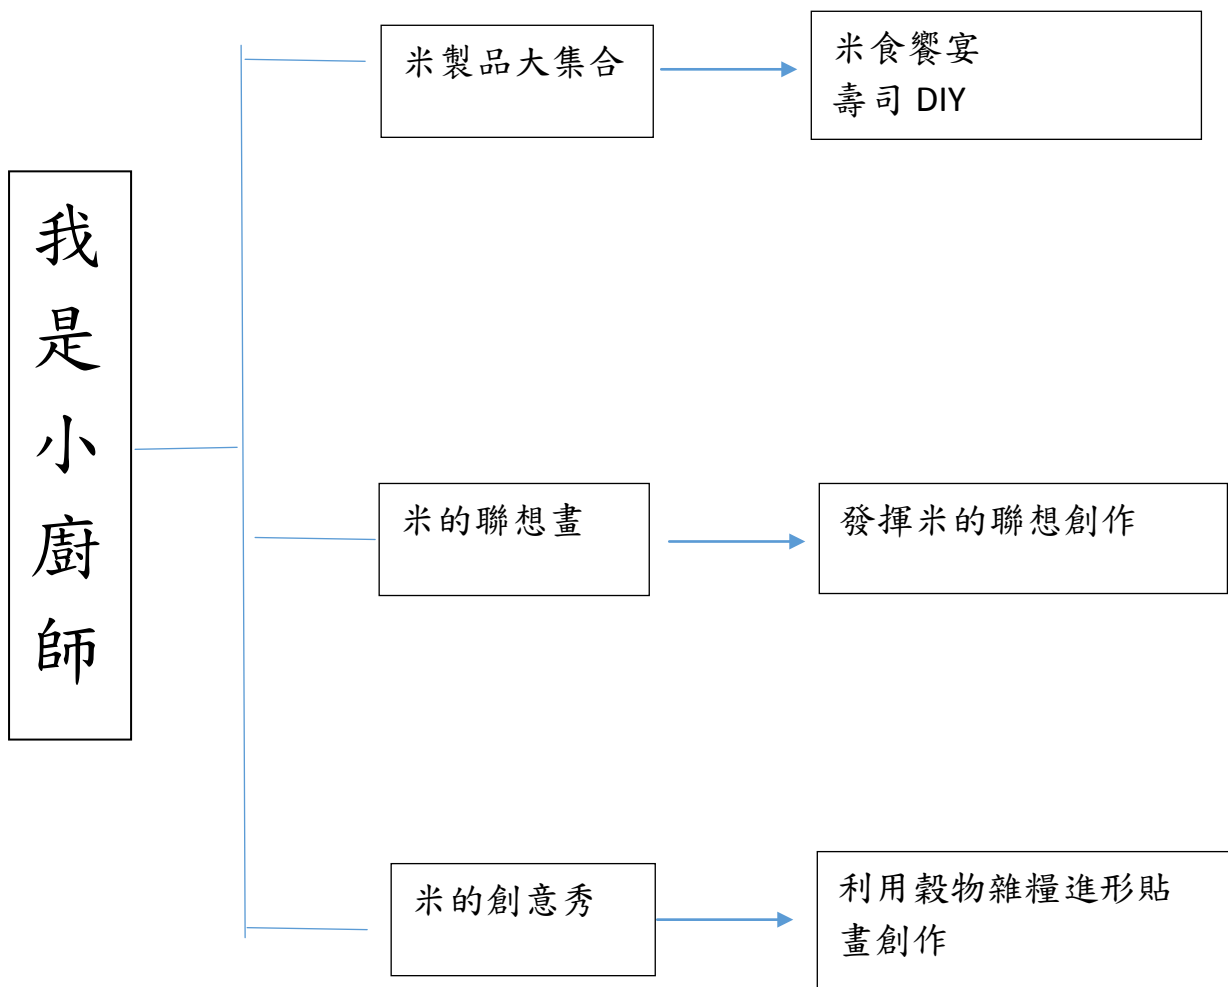 我是小廚師
米製品大集合
米食饗宴
壽司 DIY
米的聯想畫
發揮米的聯想創作
米的創意秀
利用穀物雜糧進形貼
畫創作